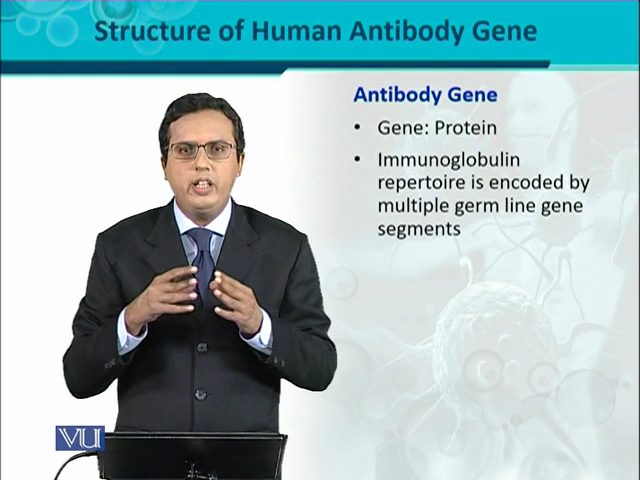 Structure of Human Antibody Gene
Antibody Gene
• Gene: Protein
• Immunoglobulin
repertoire is encoded by
multiple germ line gene
segments
VU